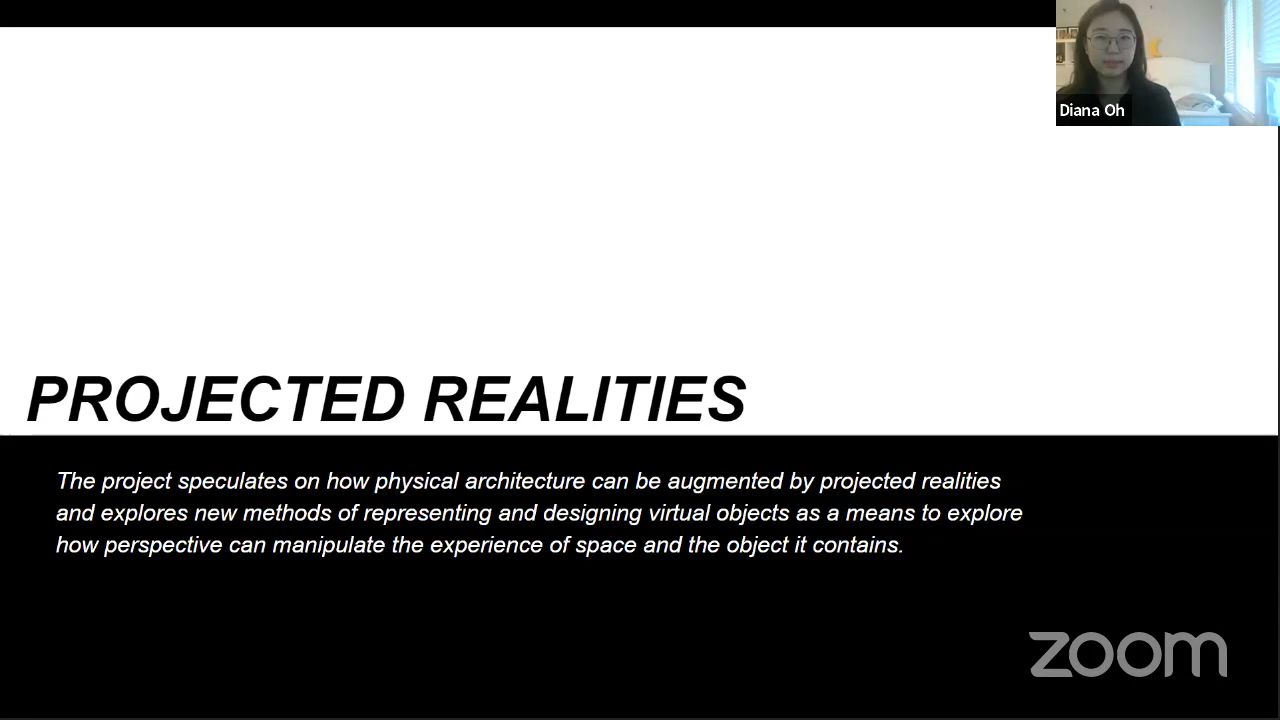 Diana Oh
PROJECTED REALITIES
The project speculates on how physical architecture can be augmented by projected realities
and explores new methods of representing and designing virtual objects as a means to explore
how perspective can manipulate the experience of space and the object it contains.
zoom